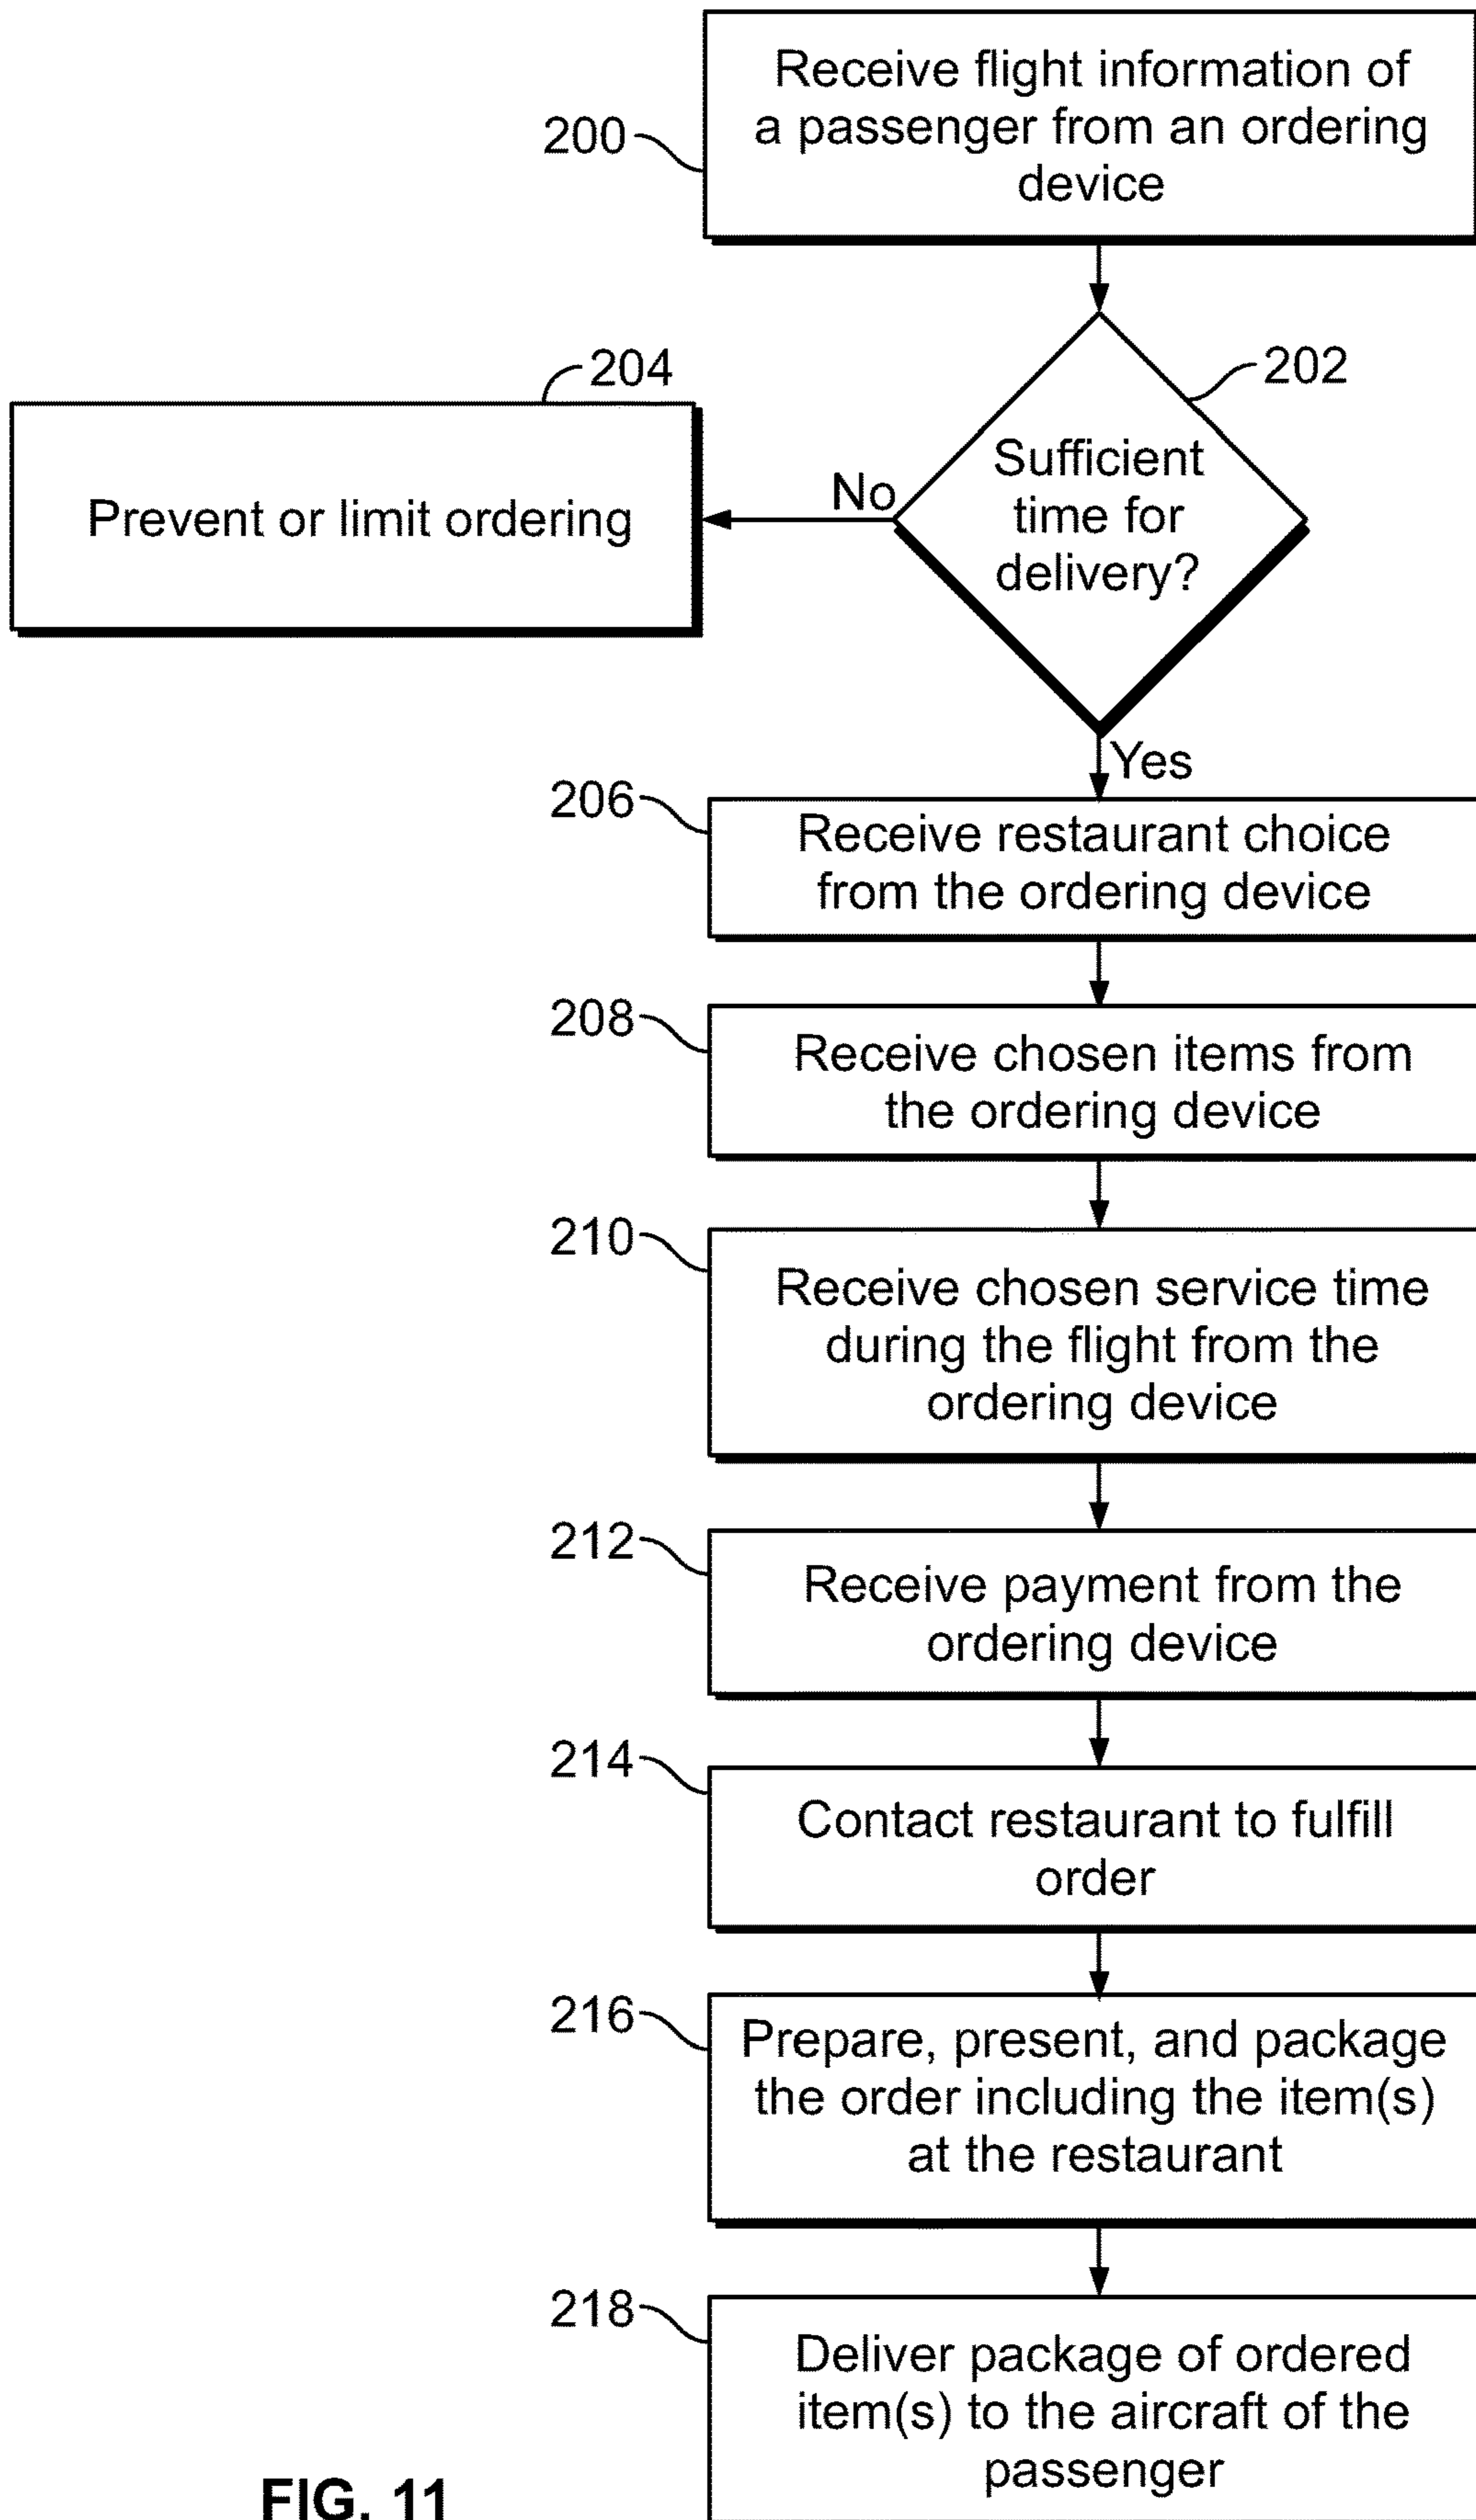 Receive flight information of
a passenger from an ordering
device
200
202
204
Sufficient
time for
delivery?
No
Prevent or limit ordering
Yes
206
Receive restaurant choice
from the ordering device
208
Receive chosen items from
the ordering device
210
Receive chosen service time
during the flight from the
ordering device
212
Receive payment from the
ordering device
214
Contact restaurant to fulfill
order
216
Prepare, present, and package
the order including the item(s)
at the restaurant
218
Deliver package of ordered
item(s) to the aircraft of the
passenger
FIG. 11